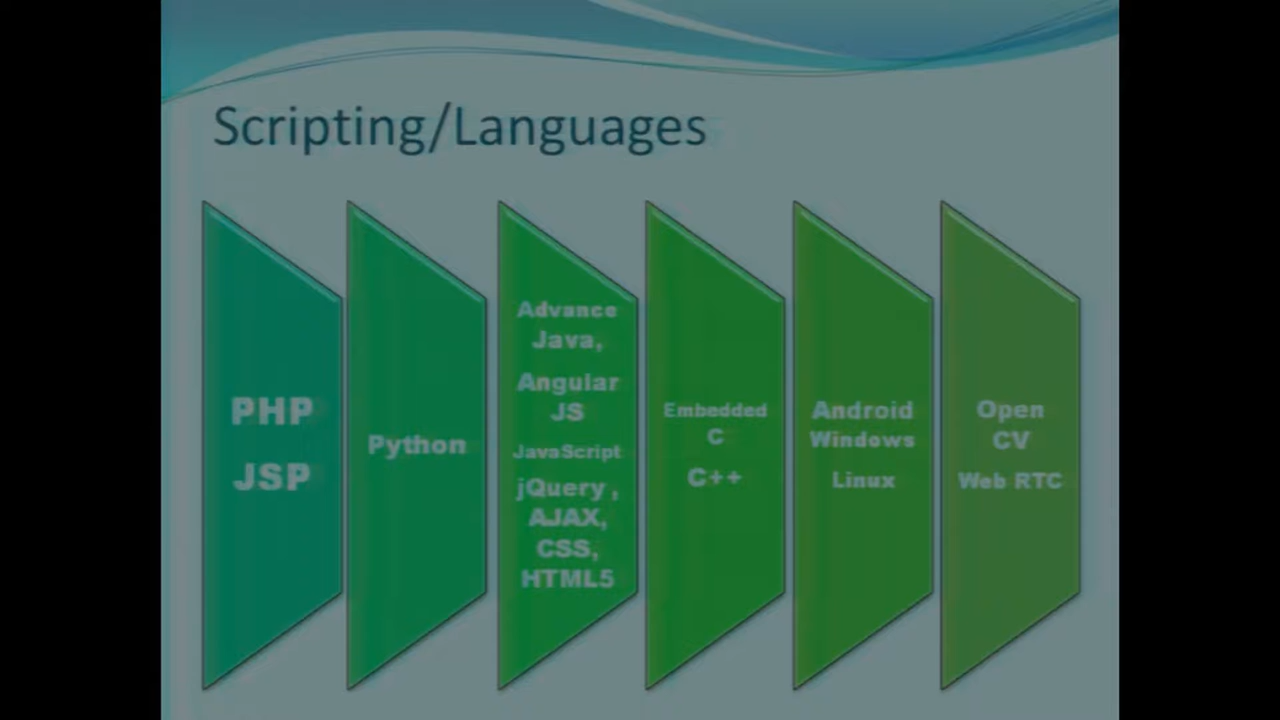 Scripting/Languages
PHP
JSP
Python
Advance
Java,
Angular
JS
JavaScript
jQuery ,
AJAX,
CSS,
HTML5
Embedded
C
C++
Android
Windows
Linux
Open
CV
Web RTC